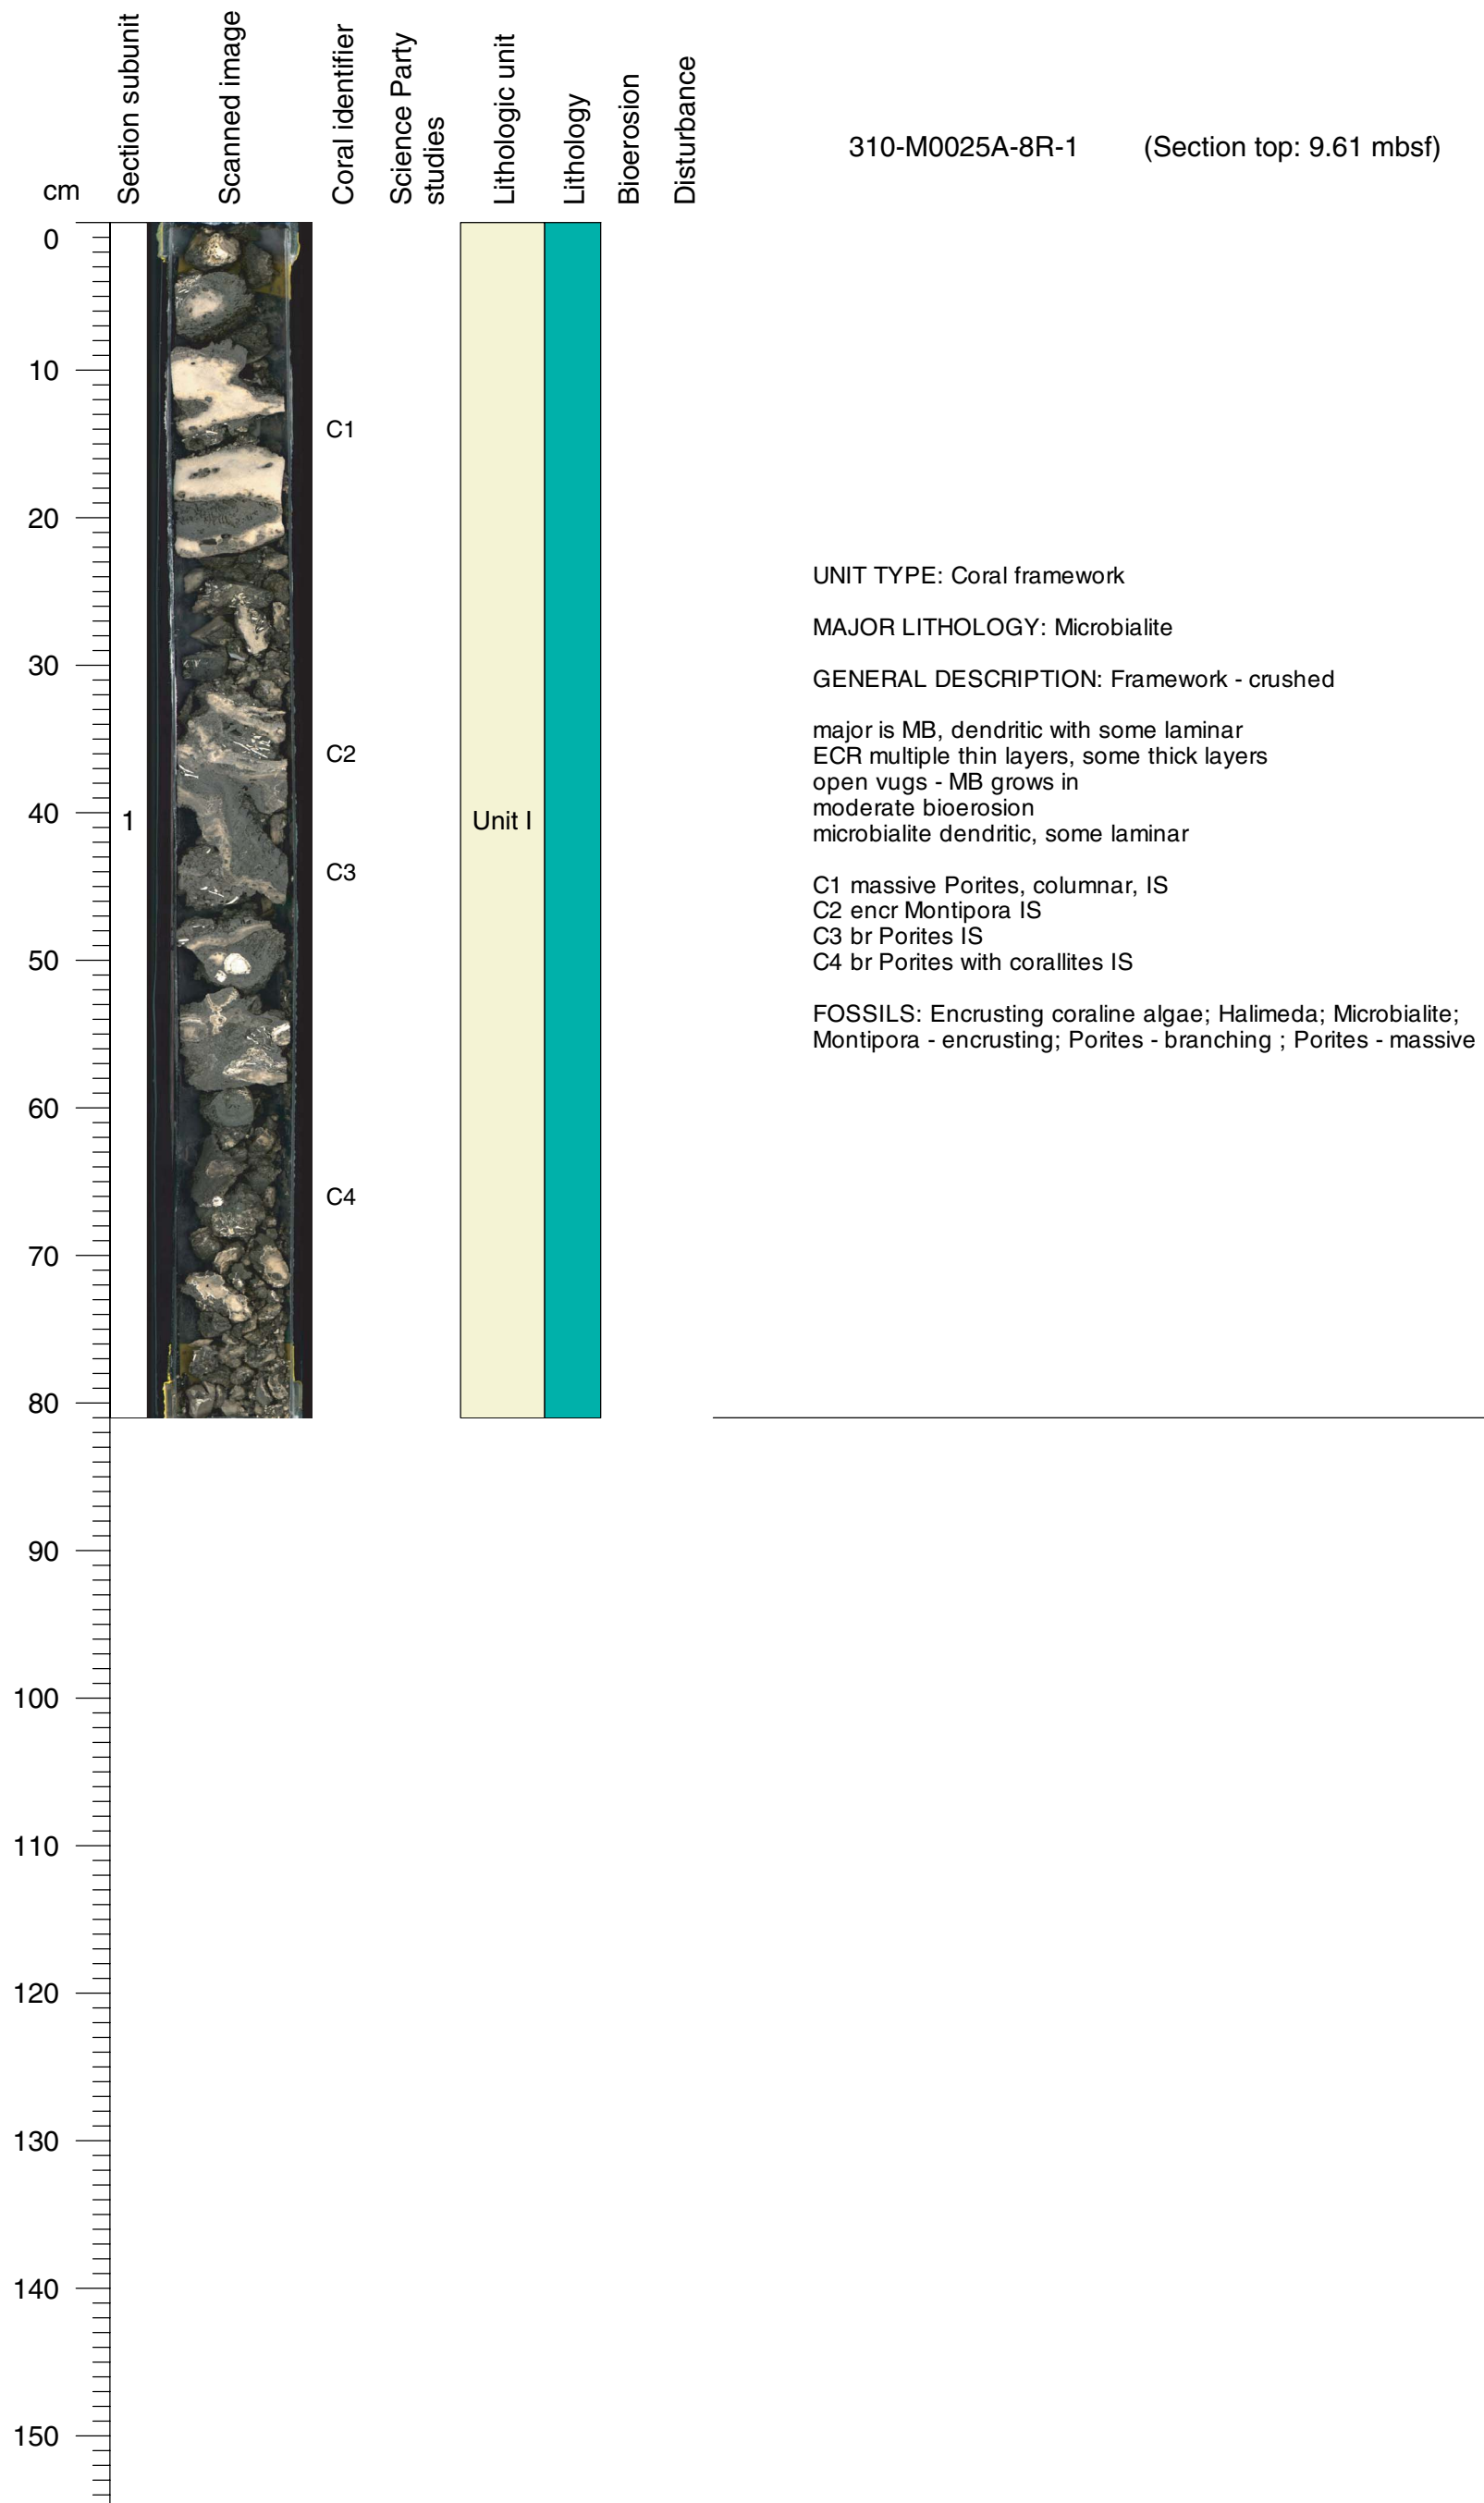 Section subunit
Scanned image
Coral identifier
Science Party
studies
Lithologic unit
Lithology
Bioerosion
Disturbance
310-M0025A-8R-1 (Section top: 9.61 mbsf)
cm
0
10
C1
20
UNIT TYPE: Coral framework
MAJOR LITHOLOGY: Microbialite
30
GENERAL DESCRIPTION: Framework - crushed
major is MB, dendritic with some laminar
C2
ECR multiple thin layers, some thick layers
open vugs - MB grows in
moderate bioerosion
40
1
Unit I
microbialite dendritic, some laminar
C3
C1 massive Porites, columnar, IS
C2 encr Montipora IS
C3 br Porites IS
50
C4 br Porites with corallites IS
FOSSILS: Encrusting coraline algae; Halimeda; Microbialite;
Montipora - encrusting; Porites - branching ; Porites - massive
60
C4
70
80
90
100
110
120
130
140
150